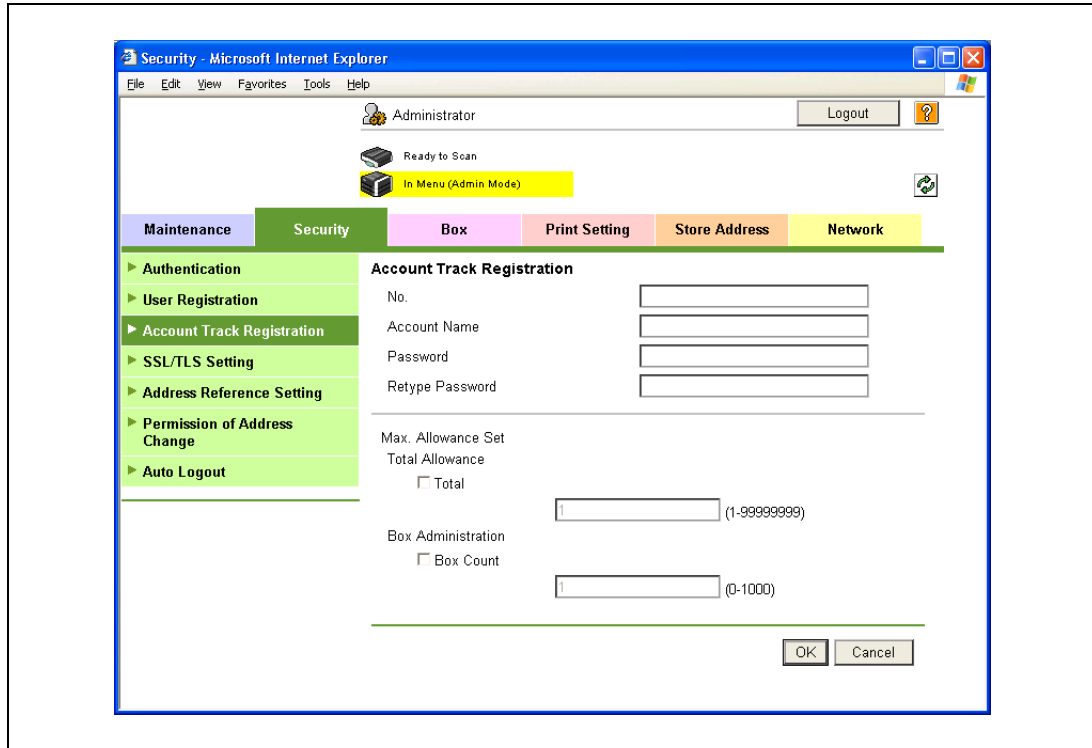 Security - Microsoft Internet Explorer
File Edit View Favorites Tools Help
Administrator Logout ?
Ready to Scan
In Menu (Admin Mode)
Maintenance Security Box Print Setting Store Address Network
Authentication
User Registration
Account Track Registration
SSL/TLS Setting
Address Reference Setting
Permission of Address
Change
Auto Logout
Account Track Registration
No.
Account Name
Password
Retype Password
Max. Allowance Set
Total Allowance
Total
1 (1-99999999)
Box Administration
Box Count
1 (0-1000)
OK Cancel